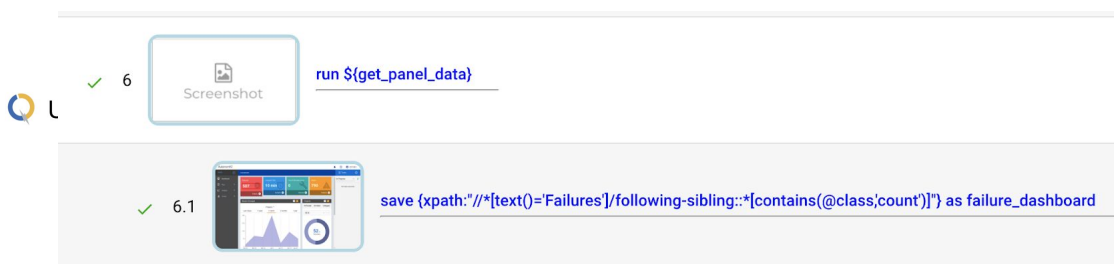 6
Screenshot
run ${get_panel_data}
6.1
save {xpath:"//*[text()='Failures']/following-sibling::*[contains(@class,'count')]"} as failure_dashboard